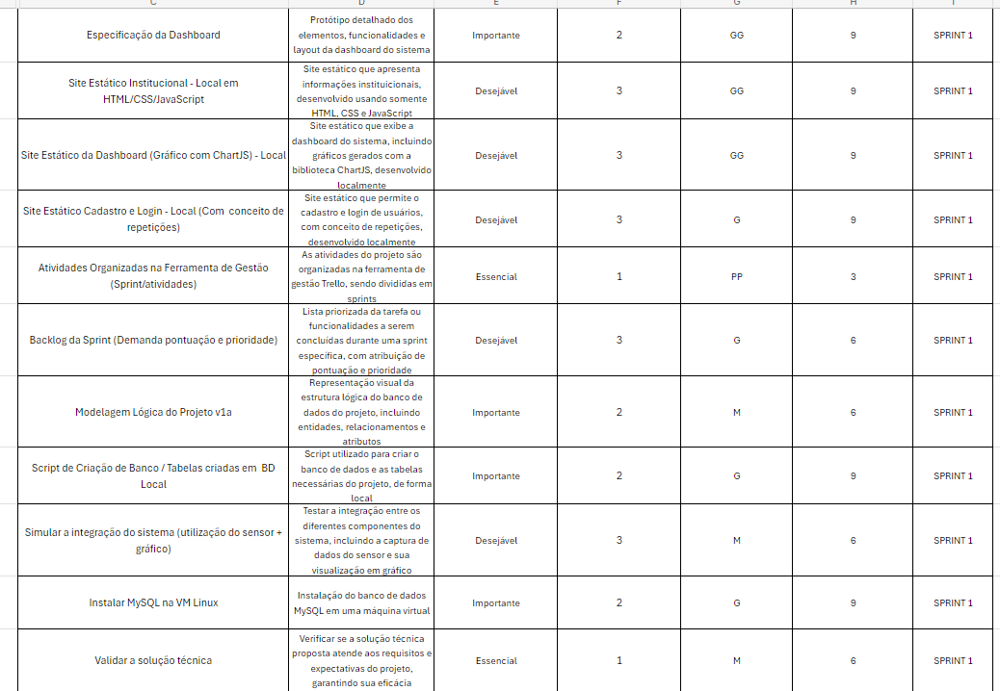 C D E F G H I
Especificação da Dashboard
Protótipo detalhado dos
elementos, funcionalidades e
layout da dashboard do sistema
Importante
2
GG
9
SPRINT 1
Site Estático Institucional - Local em
HTML/CSS/JavaScript
Site estático que apresenta
informações instituicionais,
desenvolvido usando somente
HTML, CSS e JavaScript
Desejável
3
GG
9
SPRINT 1
Site Estático da Dashboard (Gráfico com ChartJS) - Local
Site estático que exibe a
dashboard do sistema, incluindo
gráficos gerados com a
biblioteca ChartJS, desenvolvido
localmente
Desejável
3
GG
9
SPRINT 1
Site Estático Cadastro e Login - Local (Com conceito de
repetições)
Site estático que permite o
cadastro e login de usuários,
com conceito de repetições,
desenvolvido localmente
Desejável
3
G
9
SPRINT 1
Atividades Organizadas na Ferramenta de Gestão
(Sprint/atividades)
As atividades do projeto são
organizadas na ferramenta de
gestão Trello, sendo divididas em
sprints
Essencial
1
PP
3
SPRINT 1
Backlog da Sprint (Demanda pontuação e prioridade)
Lista priorizada da tarefa ou
funcionalidades a serem
concluídas durante uma sprint
específica, com atribuição de
pontuação e prioridade
Desejável
3
G
6
SPRINT 1
Modelagem Lógica do Projeto v1a
Representação visual da
estrutura lógica do banco de
dados do projeto, incluindo
entidades, relacionamentos e
atributos
Importante
2
M
6
SPRINT 1
Script de Criação de Banco / Tabelas criadas em BD
Local
Script utilizado para criar o
banco de dados e as tabelas
necessárias do projeto, de forma
local
Importante
2
G
9
SPRINT 1
Simular a integração do sistema (utilização do sensor +
gráfico)
Testar a integração entre os
diferentes componentes do
sistema, incluindo a captura de
dados do sensor e sua
visualização em gráfico
Desejável
3
M
6
SPRINT 1
Instalar MySQL na VM Linux
Instalação do banco de dados
MySQL em uma máquina virtual
Importante
2
G
9
SPRINT 1
Validar a solução técnica
Verificar se a solução técnica
proposta atende aos requisitos e
expectativas do projeto,
garantindo sua eficácia
Essencial
1
M
6
SPRINT 1